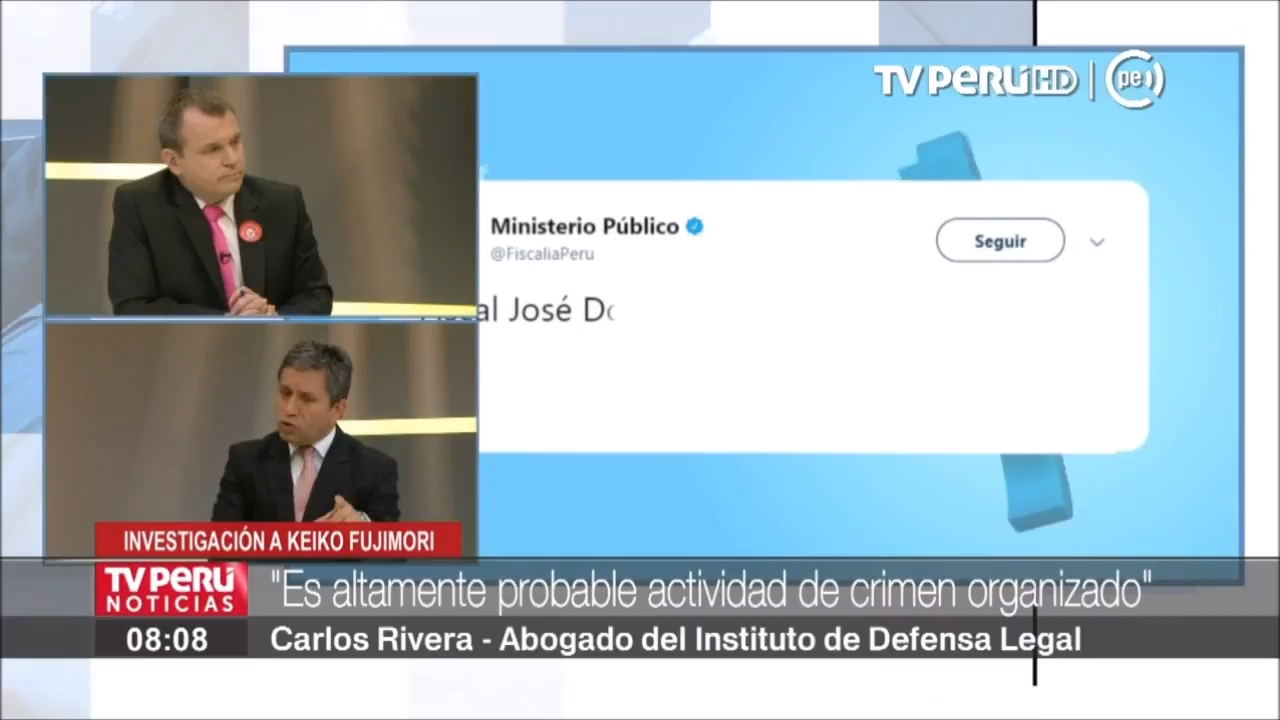 TV PERÚ HD
pe
Ministerio Público
@FiscaliaPeru
Seguir
José
INVESTIGACIÓN A KEIKO FUJIMORI
TV PERÚ
NOTICIAS
"Es altamente probable actividad de crimen organizado"
08:08
Carlos Rivera - Abogado del Instituto de Defensa Legal